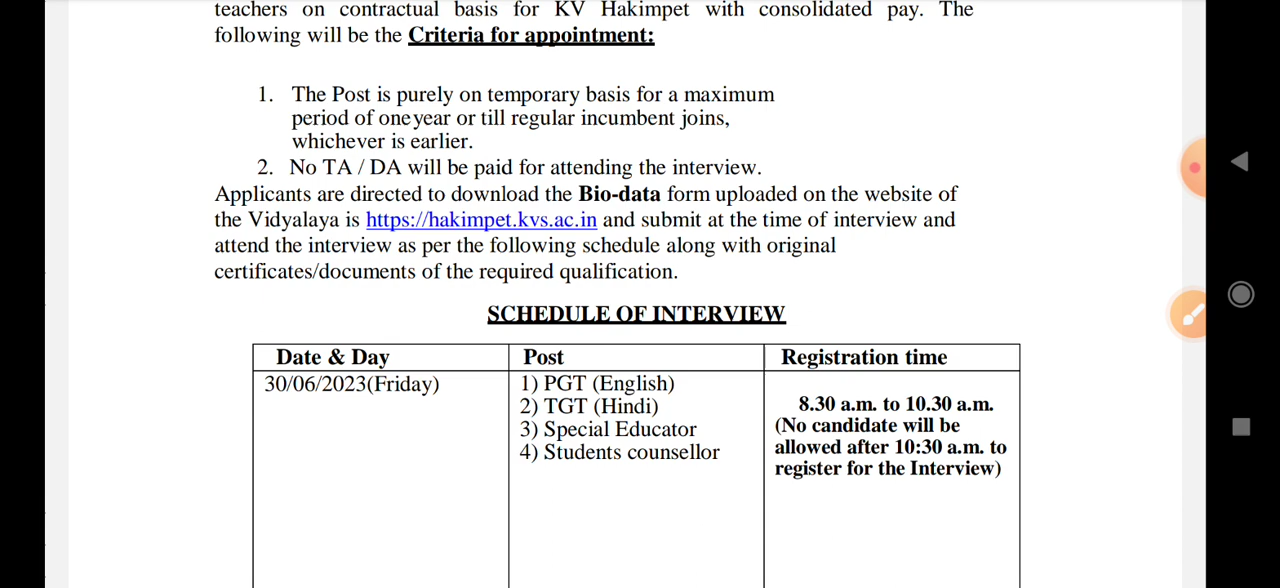 teachers on contractual basis for KV Hakimpet with consolidated pay. The
following will be the Criteria for appointment:
1. The Post is purely on temporary basis for a maximum
period of oneyear or till regular incumbent joins,
whichever is earlier.
2. No TA / DA will be paid for attending the interview.
Applicants are directed to download the Bio-data form uploaded on the website of
the Vidyalaya is https://hakimpet.kvs.ac.in and submit at the time of interview and
attend the interview as per the following schedule along with original
certificates/documents of the required qualification.
SCHEDULE OF INTERVIEW
Date & Day Post Registration time
30/06/2023(Friday)
1) PGT (English)
2) TGT (Hindi)
3) Special Educator
4) Students counsellor
8.30 a.m. to 10.30 a.m.
(No candidate will be
allowed after 10:30 a.m. to
register for the Interview)